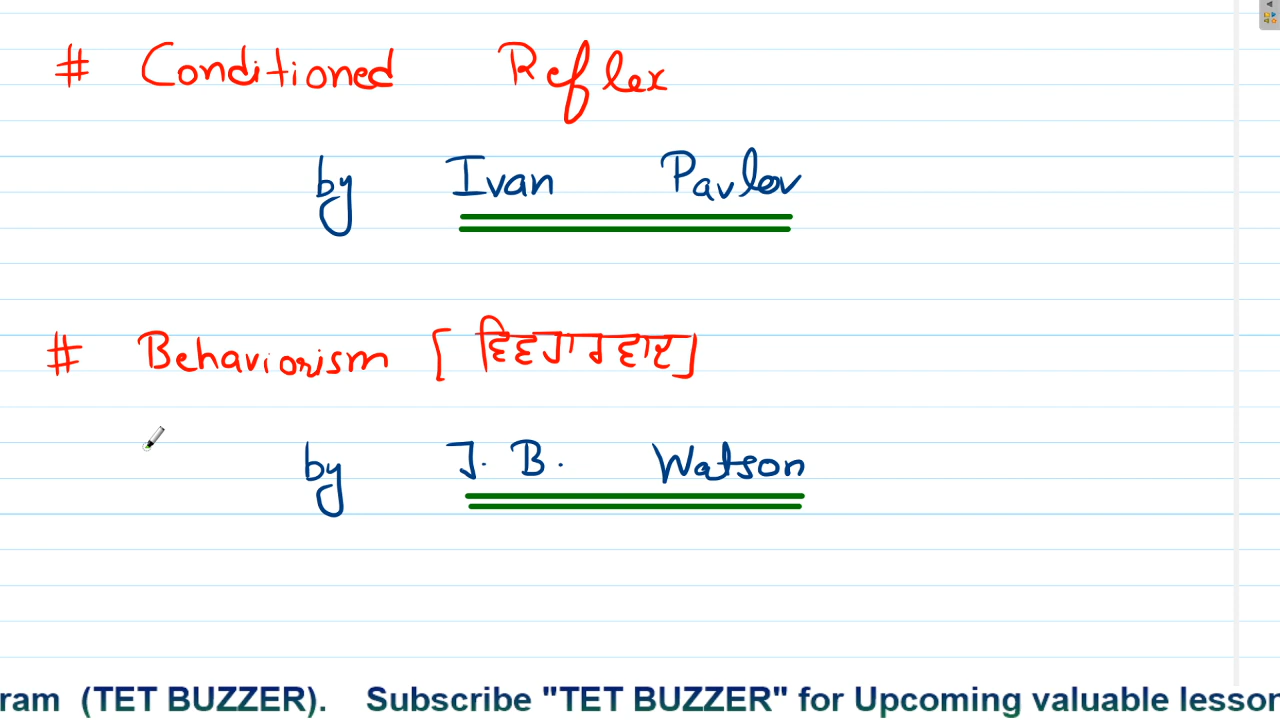 # Conditioned Reflex
by Ivan Pavlov
# Behaviorism [ ਵਿਵਹਾਰਵਾਦ]
by J. B. Watson
ram (TET BUZZER). Subscribe "TET BUZZER" for Upcoming valuable lesson